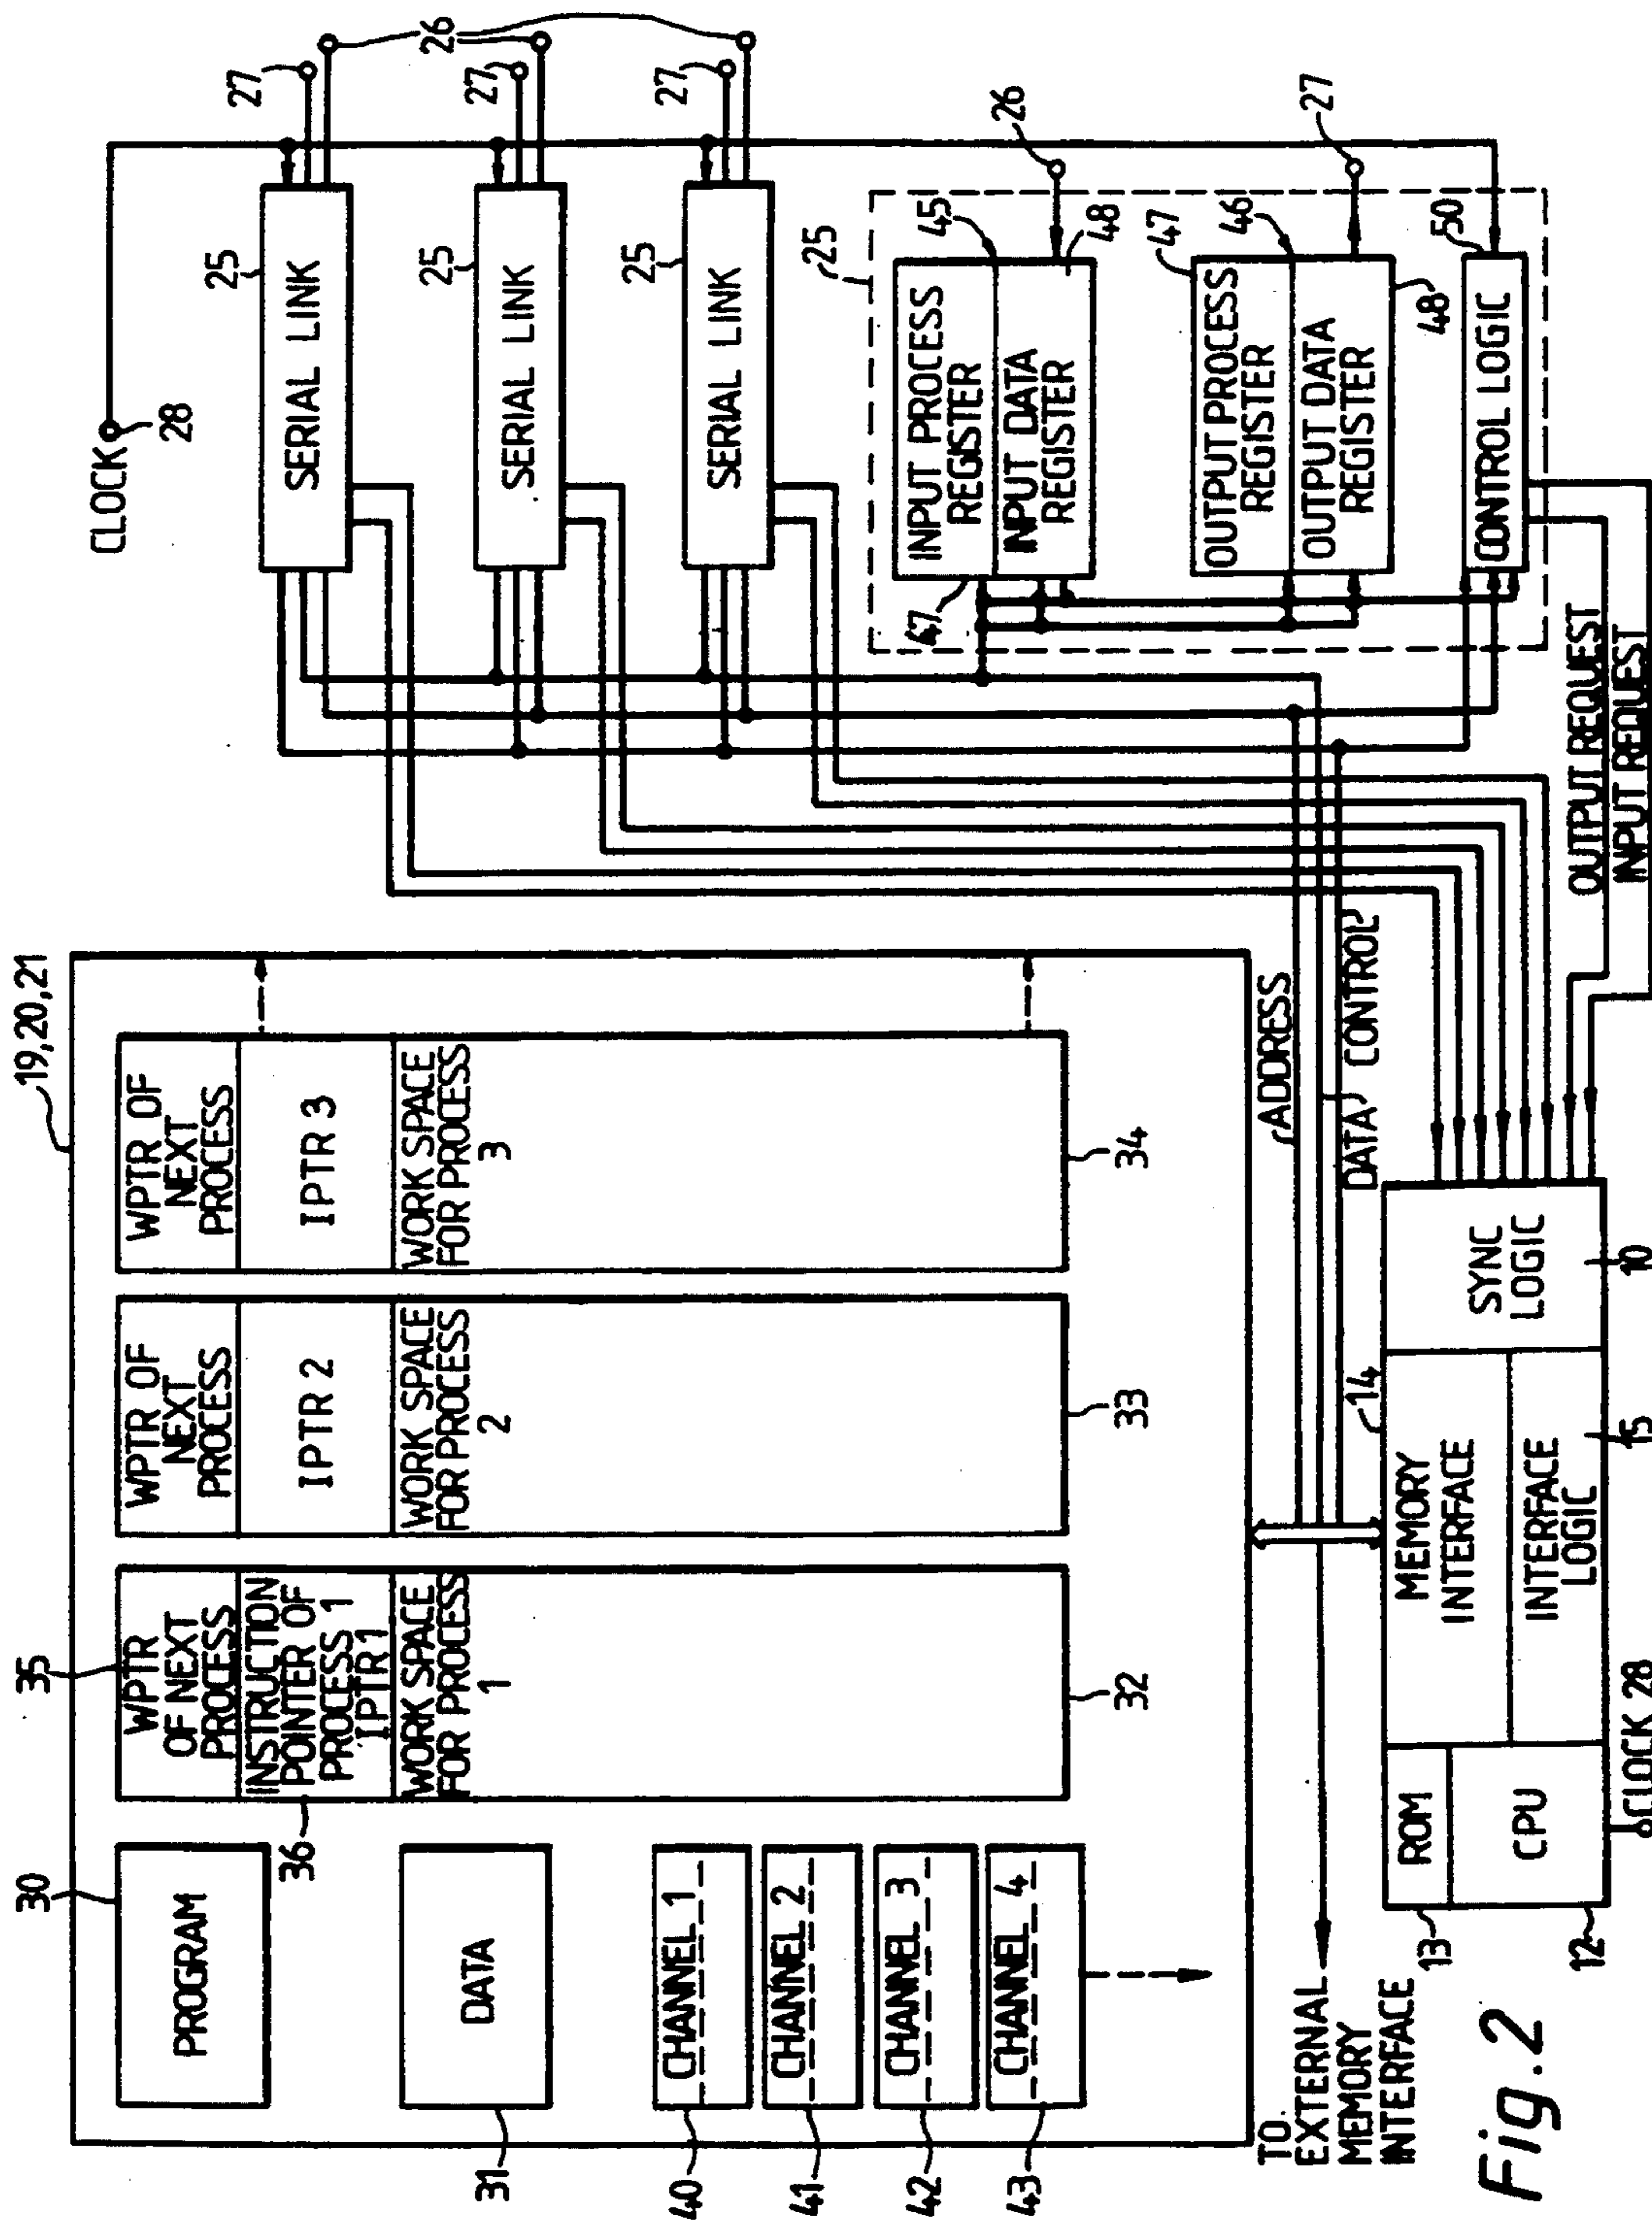 19,20,21
30
PROGRAM
35
WPTR
OF NEXT
PROCESS
INSTRUCTION
POINTER OF
PROCESS 1
IPTR1
WORK SPACE
FOR PROCESS
1
36
32
WPTR OF
NEXT
PROCESS
IPTR 2
WORK SPACE
FOR PROCESS
2
33
WPTR OF
NEXT
PROCESS
IPTR 3
WORK SPACE
FOR PROCESS
3
34
DATA
31
CHANNEL 1
40
CHANNEL 2
41
CHANNEL 3
42
CHANNEL 4
43
CLOCK
28
SERIAL LINK
25
27
26
SERIAL LINK
25
27
SERIAL LINK
25
27
25
INPUT PROCESS
REGISTER
INPUT DATA
REGISTER
47
45
48
26
OUTPUT PROCESS
REGISTER
OUTPUT DATA
REGISTER
47
46
48
27
CONTROL LOGIC
50
OUTPUT REQUEST
INPUT REQUEST
ADDRESS
DATA
CONTROL
TO
EXTERNAL
MEMORY
INTERFACE
13
ROM
CPU
12
CLOCK 28
14
MEMORY
INTERFACE
INTERFACE
LOGIC
15
SYNC
LOGIC
10
Fig.2